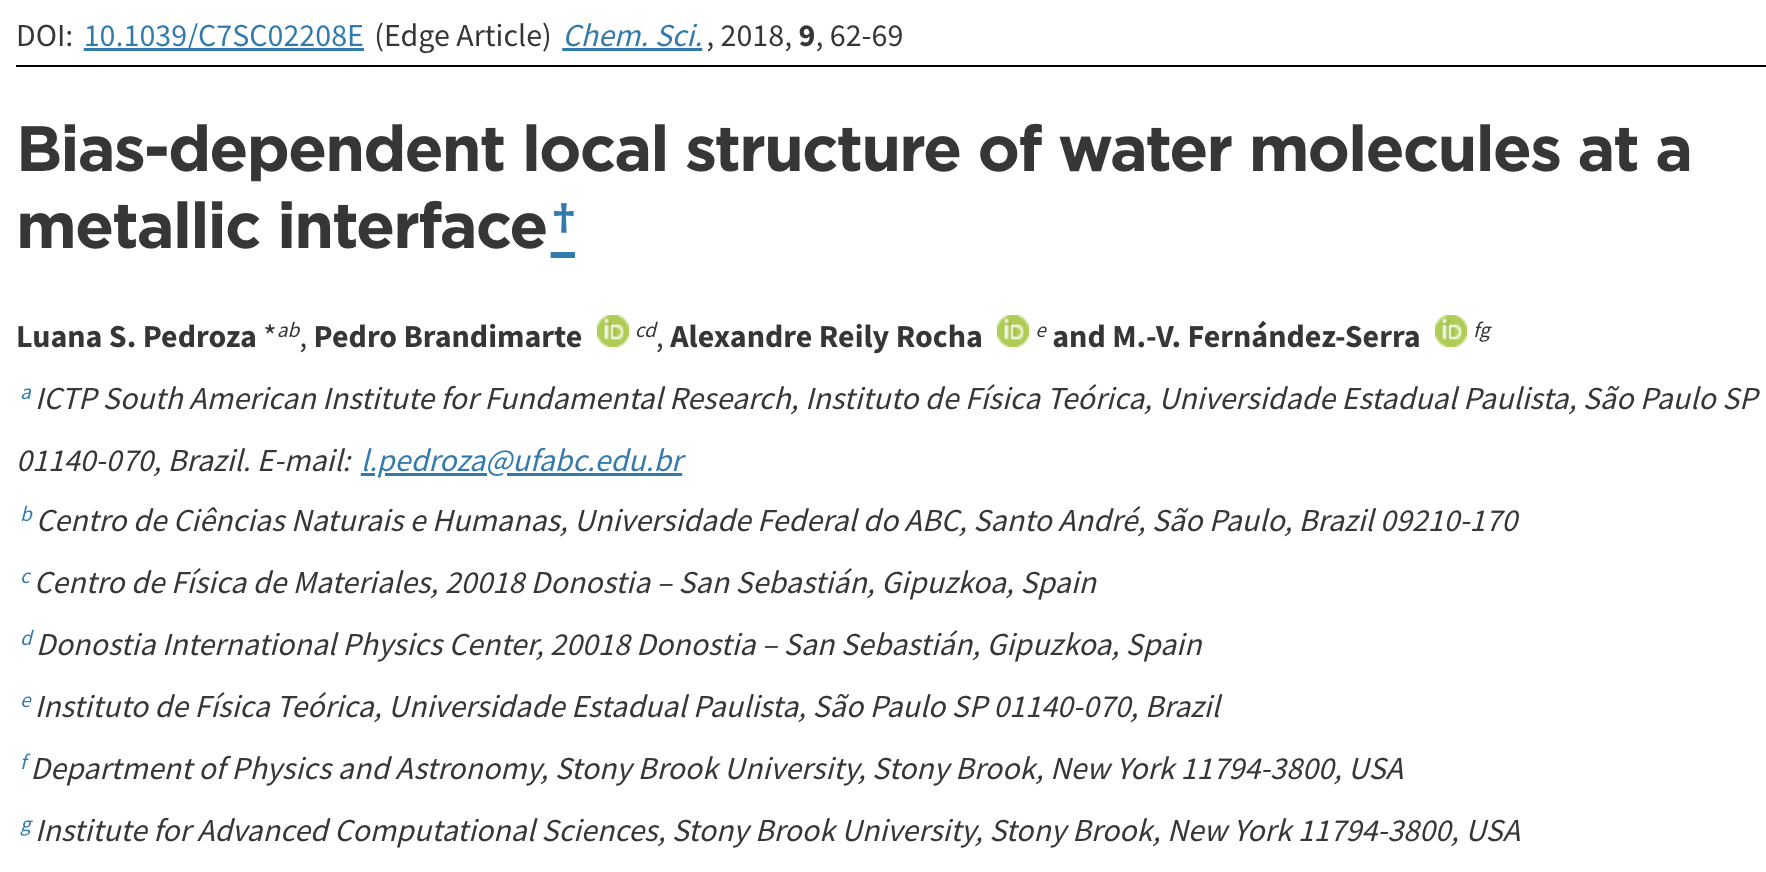 DOI: 10.1039/C7SC02208E (Edge Article) Chem. Sci., 2018, 9, 62-69
Bias-dependent local structure of water molecules at a
metallic interface†
Luana S. Pedroza *ab, Pedro Brandimarte iD cd, Alexandre Reily Rocha iD e and M.-V. Fernández-Serra iD fg
a ICTP South American Institute for Fundamental Research, Instituto de Física Teórica, Universidade Estadual Paulista, São Paulo SP
01140-070, Brazil. E-mail: l.pedroza@ufabc.edu.br
b Centro de Ciências Naturais e Humanas, Universidade Federal do ABC, Santo André, São Paulo, Brazil 09210-170
c Centro de Física de Materiales, 20018 Donostia – San Sebastián, Gipuzkoa, Spain
d Donostia International Physics Center, 20018 Donostia – San Sebastián, Gipuzkoa, Spain
e Instituto de Física Teórica, Universidade Estadual Paulista, São Paulo SP 01140-070, Brazil
f Department of Physics and Astronomy, Stony Brook University, Stony Brook, New York 11794-3800, USA
g Institute for Advanced Computational Sciences, Stony Brook University, Stony Brook, New York 11794-3800, USA